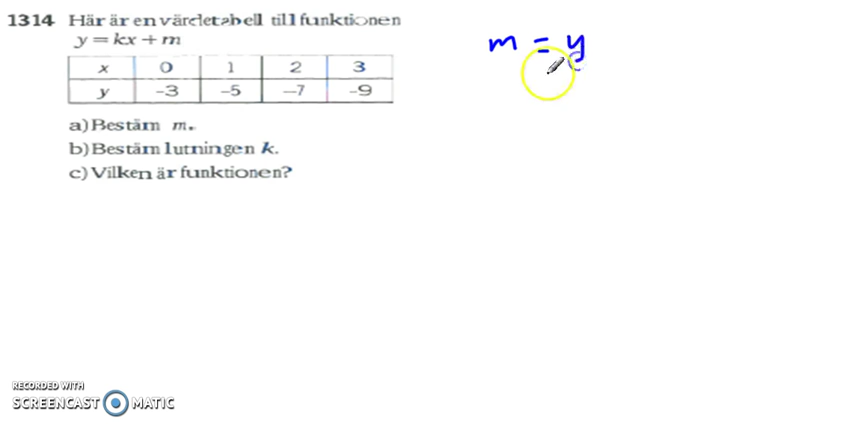 1314 Här är en värdetabell till funktionen
y = kx + m
x 0 1 2 3
y -3 -5 -7 -9
a) Bestäm m.
b) Bestäm lutningen k.
c) Vilken är funktionen?
m = y
RECORDED WITH
SCREENCAST MATIC